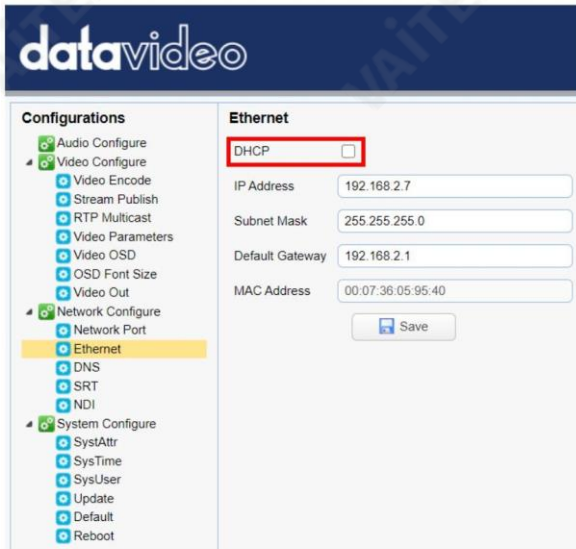 datavideo
Configurations
Audio Configure
Video Configure
Video Encode
Stream Publish
RTP Multicast
Video Parameters
Video OSD
OSD Font Size
Video Out
Network Configure
Network Port
Ethernet
DNS
SRT
NDI
System Configure
SystAttr
SysTime
SysUser
Update
Default
Reboot
Ethernet
DHCP
IP Address 192.168.2.7
Subnet Mask 255.255.255.0
Default Gateway 192.168.2.1
MAC Address 00:07:36:05:95:40
Save